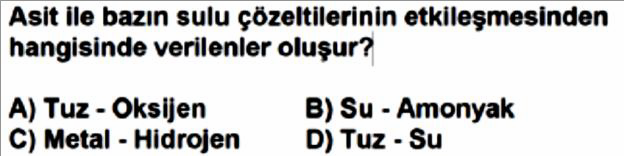 Asit ile bazın sulu çözeltilerinin etkileşmesinden
hangisinde verilenler oluşur?
A) Tuz - Oksijen B) Su - Amonyak
C) Metal - Hidrojen D) Tuz - Su